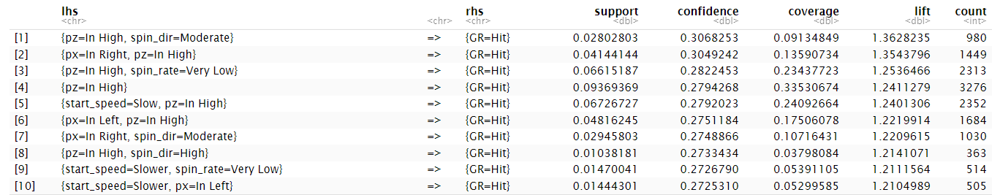 lhs rhs support confidence coverage lift count
<chr> <chr> <chr> <dbl> <dbl> <dbl> <dbl> <int>
[1] {pz=In High, spin_dir=Moderate} => {GR=Hit} 0.02802803 0.3068253 0.09134849 1.3628235 980
[2] {px=In Right, pz=In High} => {GR=Hit} 0.04144144 0.3049242 0.13590734 1.3543796 1449
[3] {pz=In High, spin_rate=Very Low} => {GR=Hit} 0.06615187 0.2822453 0.23437723 1.2536466 2313
[4] {pz=In High} => {GR=Hit} 0.09369369 0.2794268 0.33530674 1.2411279 3276
[5] {start_speed=Slow, pz=In High} => {GR=Hit} 0.06726727 0.2792023 0.24092664 1.2401306 2352
[6] {px=In Left, pz=In High} => {GR=Hit} 0.04816245 0.2751184 0.17506078 1.2219914 1684
[7] {px=In Right, spin_dir=Moderate} => {GR=Hit} 0.02945803 0.2748866 0.10716431 1.2209615 1030
[8] {pz=In High, spin_dir=High} => {GR=Hit} 0.01038181 0.2733434 0.03798084 1.2141071 363
[9] {start_speed=Slower, spin_rate=Very Low} => {GR=Hit} 0.01470041 0.2726790 0.05391105 1.2111564 514
[10] {start_speed=Slower, px=In Left} => {GR=Hit} 0.01444301 0.2725310 0.05299585 1.2104989 505